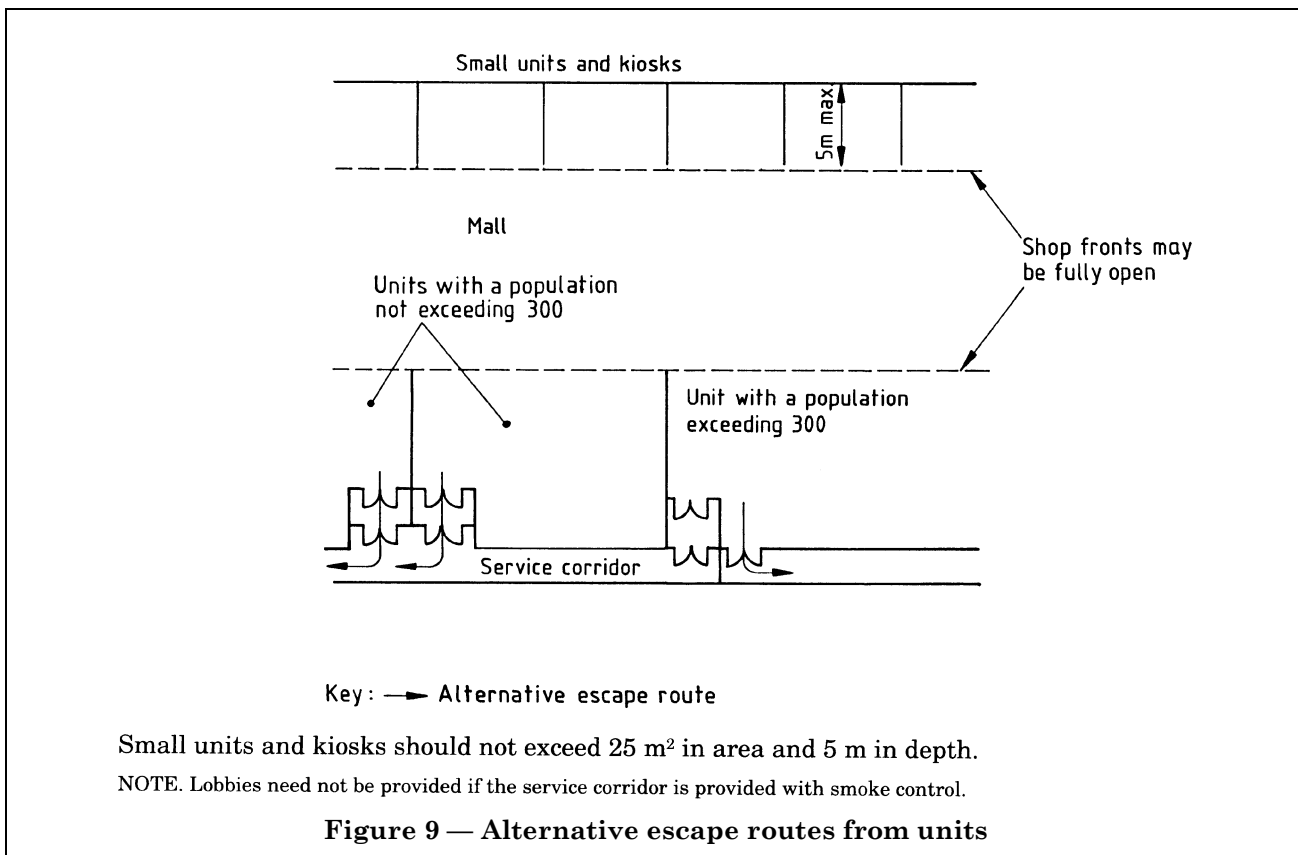 Small units and kiosks
5m max.
Mall
Shop fronts may
be fully open
Units with a population
not exceeding 300
Unit with a population
exceeding 300
Service corridor
Key: → Alternative escape route
Small units and kiosks should not exceed 25 m² in area and 5 m in depth.
NOTE. Lobbies need not be provided if the service corridor is provided with smoke control.
Figure 9 — Alternative escape routes from units